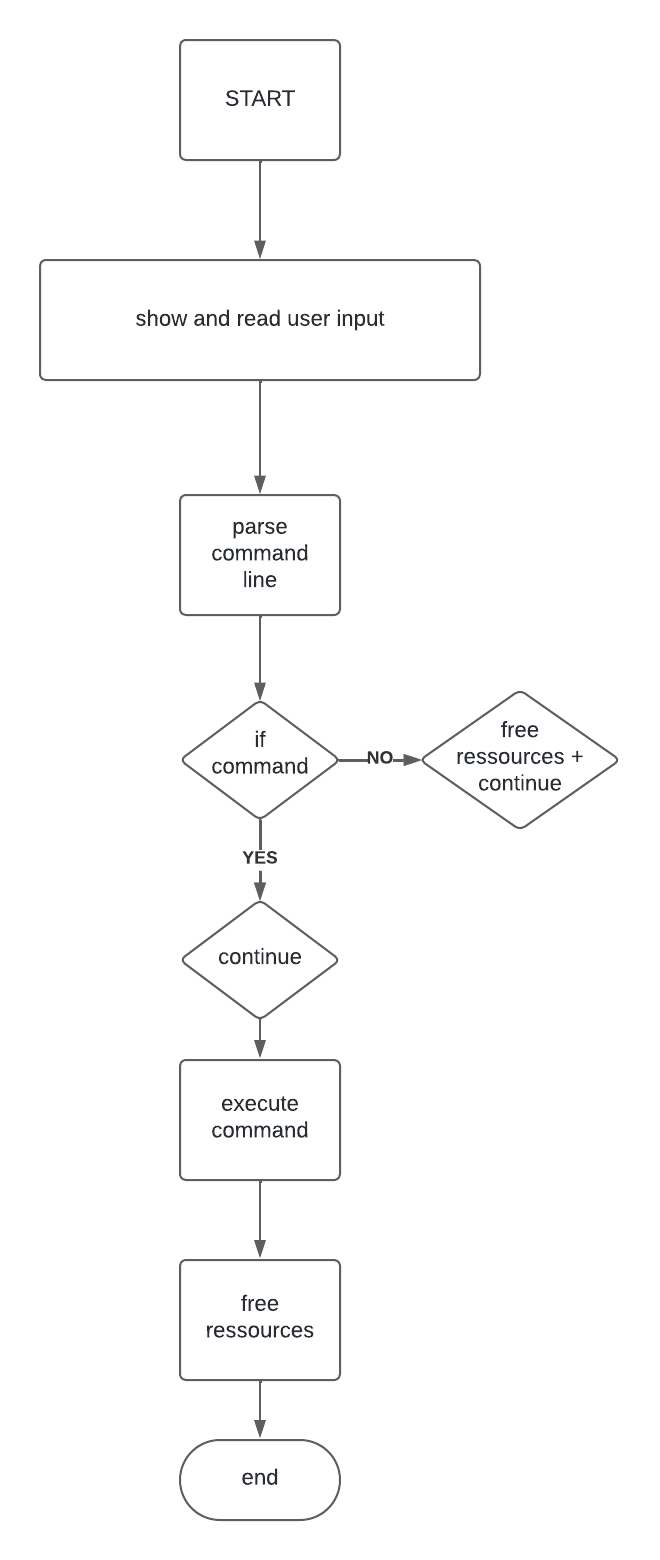 START
show and read user input
parse
command
line
if
command
NO
free
ressources +
continue
YES
continue
execute
command
free
ressources
end